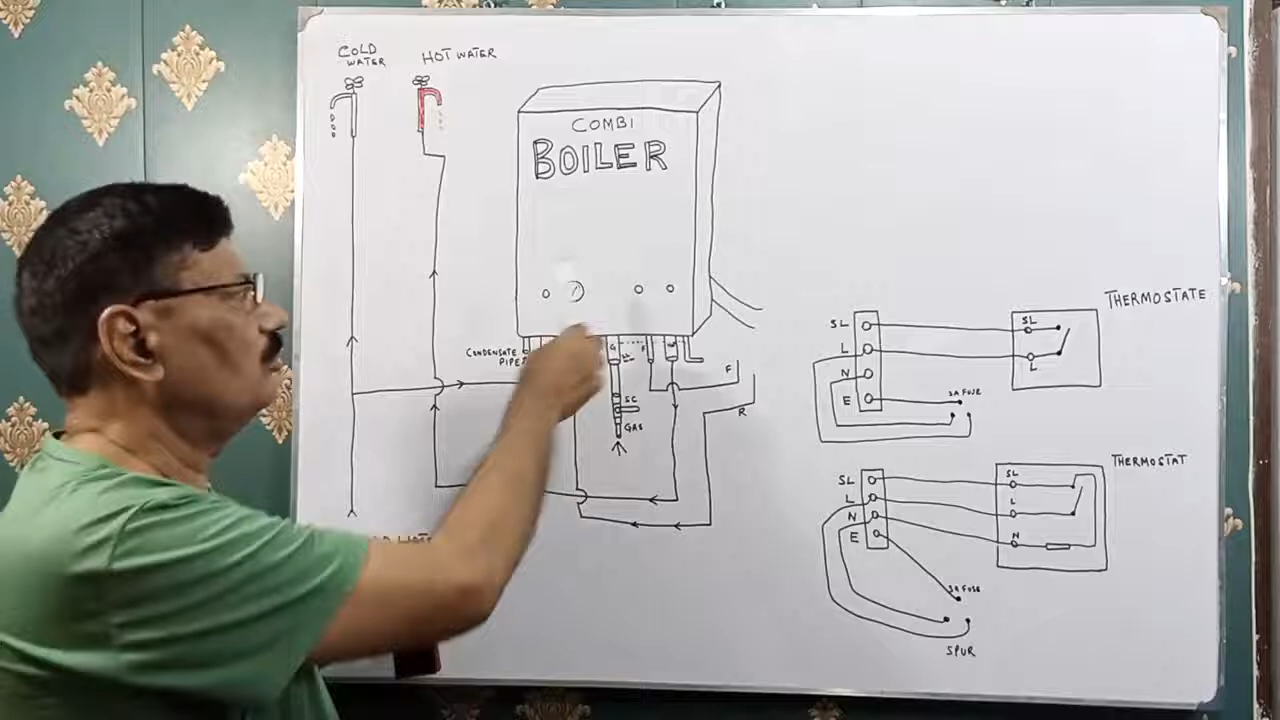 COLD
WATER
HOT WATER
COMBI
BOILER
CONDENSATE
PIPE
G
F
SC
GAS
F
R
THERMOSTATE
SL
L
N
E
3A FUSE
SL
L
THERMOSTAT
SL
L
N
E
3A FUSE
SPUR
SL
L
N